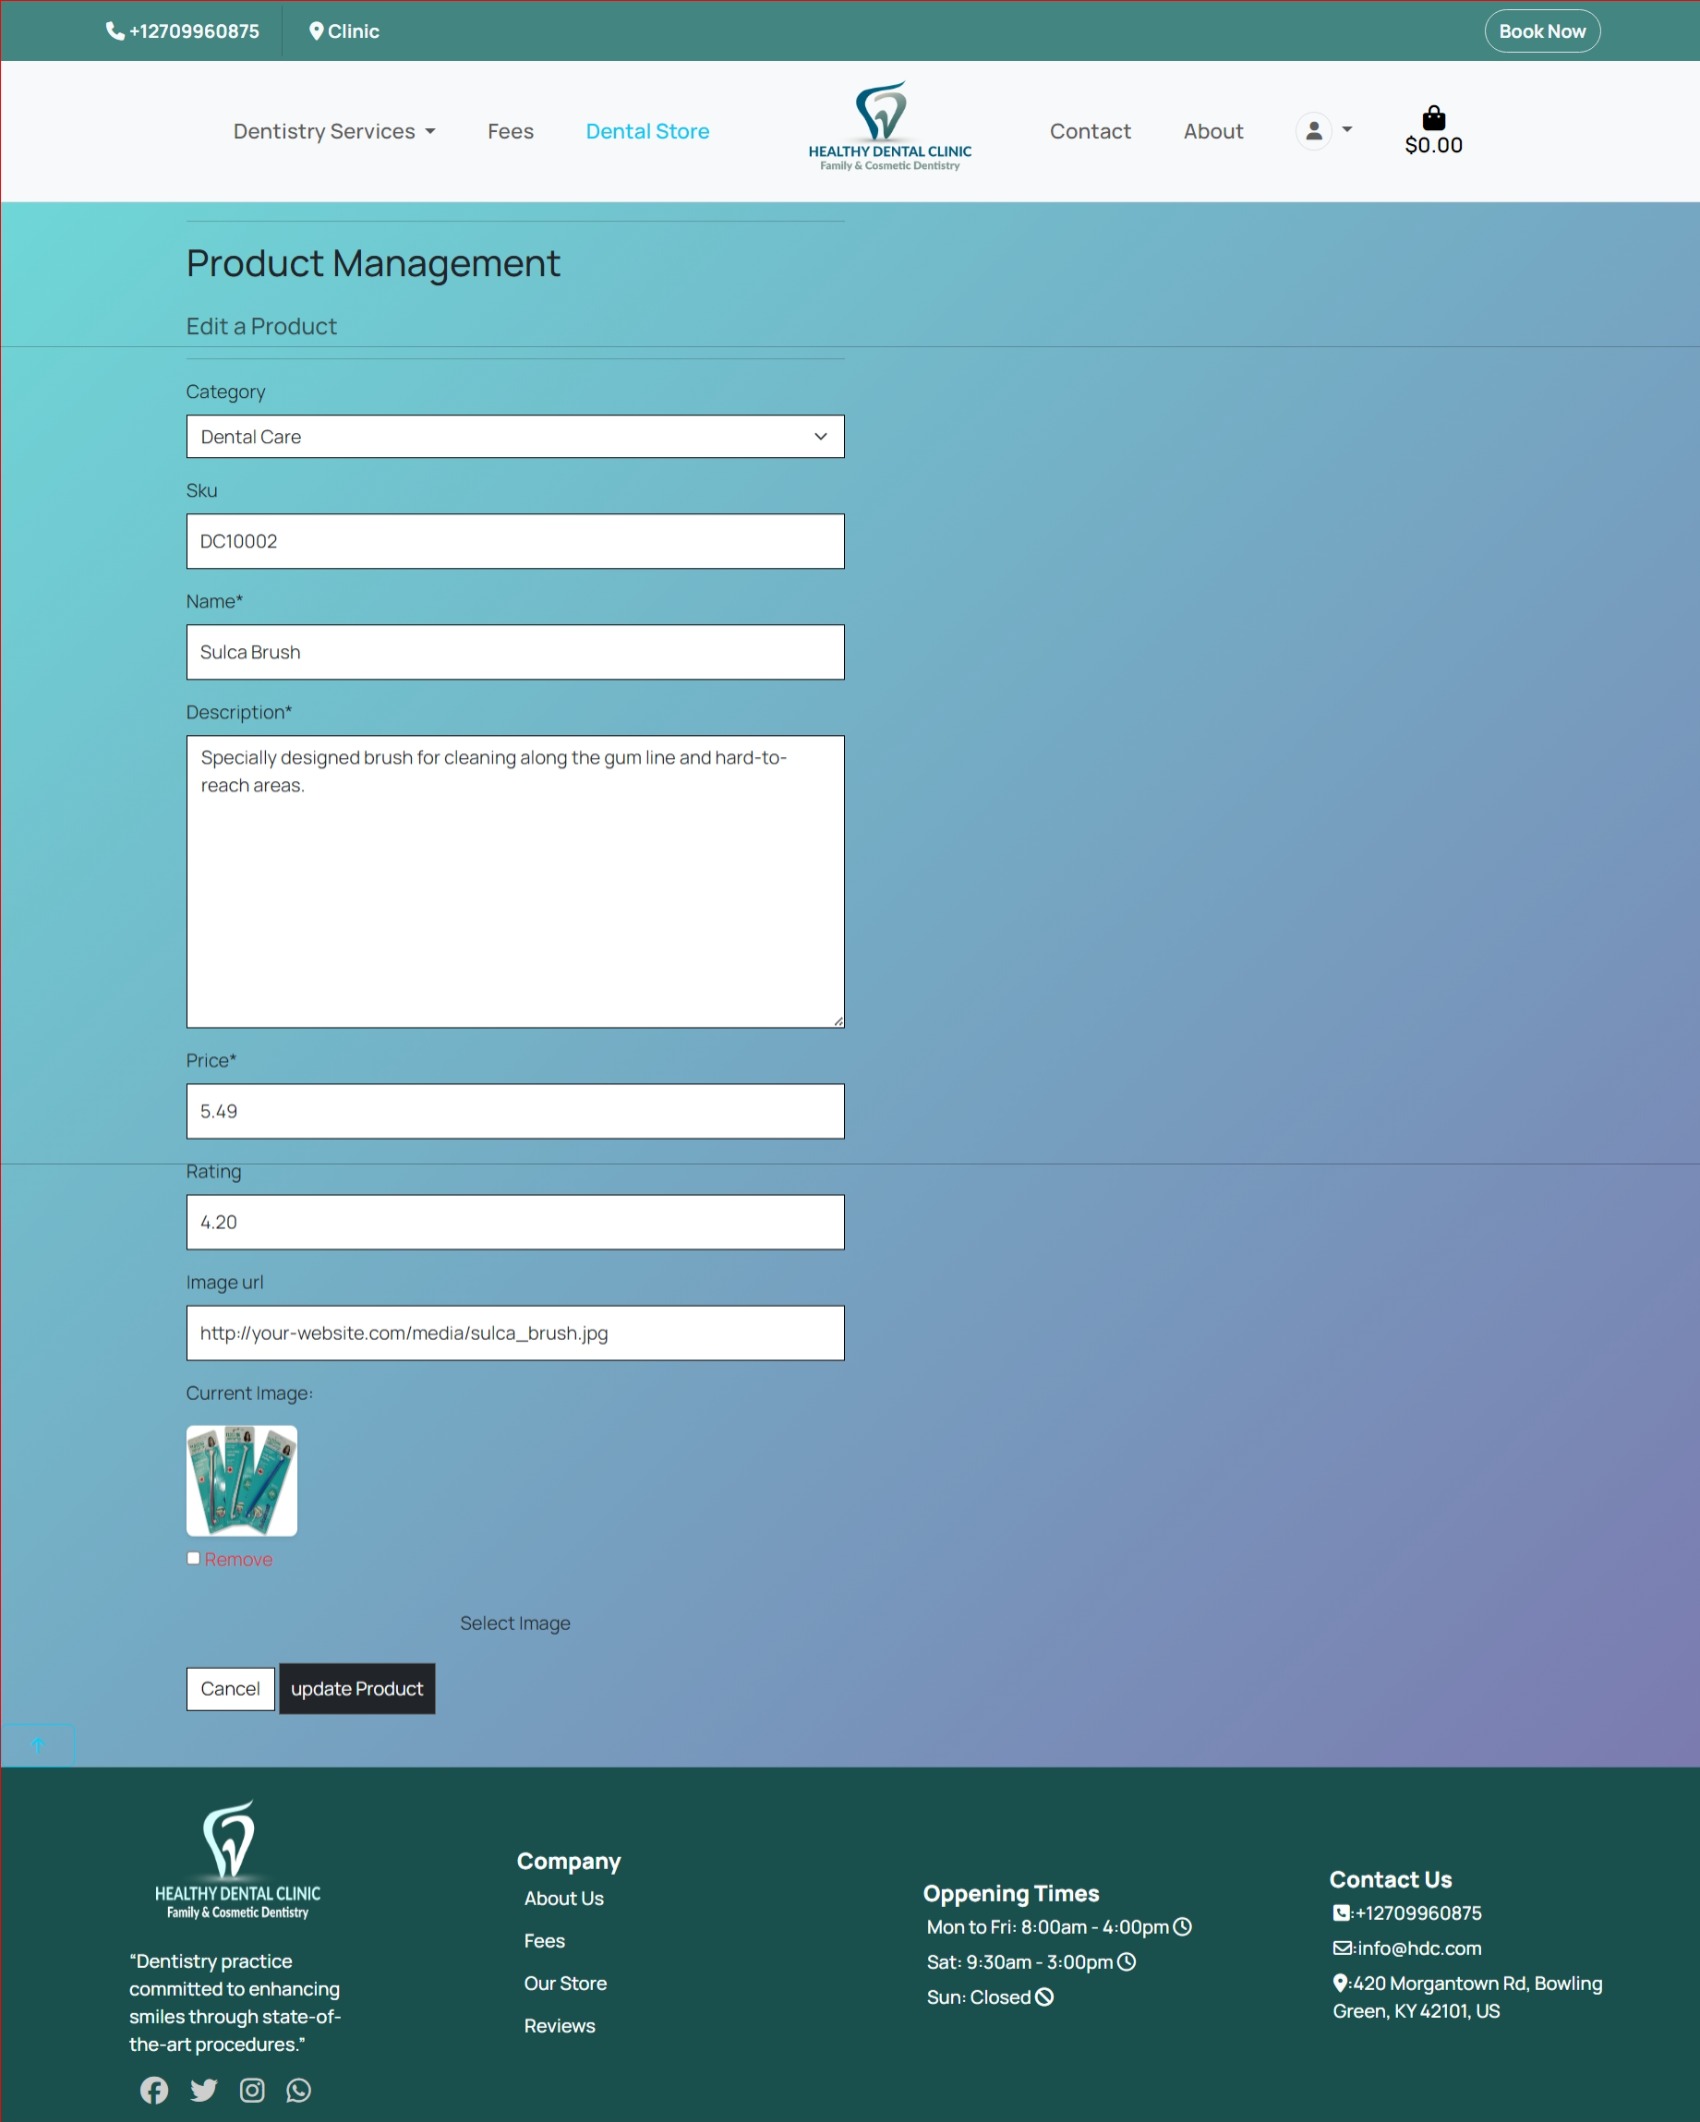 +12709960875
Clinic
Book Now
Dentistry Services
Fees
Dental Store
HEALTHY DENTAL CLINIC
Family & Cosmetic Dentistry
Contact
About
$0.00
Product Management
Edit a Product
Category
Dental Care
Sku
DC10002
Name*
Sulca Brush
Description*
Specially designed brush for cleaning along the gum line and hard-to-
reach areas.
Price*
5.49
Rating
4.20
Image url
http://your-website.com/media/sulca_brush.jpg
Current Image:
Remove
Select Image
Cancel
update Product
HEALTHY DENTAL CLINIC
Family & Cosmetic Dentistry
“Dentistry practice
committed to enhancing
smiles through state-of-
the-art procedures.”
Company
About Us
Fees
Our Store
Reviews
Oppening Times
Mon to Fri: 8:00am - 4:00pm
Sat: 9:30am - 3:00pm
Sun: Closed
Contact Us
:+12709960875
:info@hdc.com
:420 Morgantown Rd, Bowling
Green, KY 42101, US